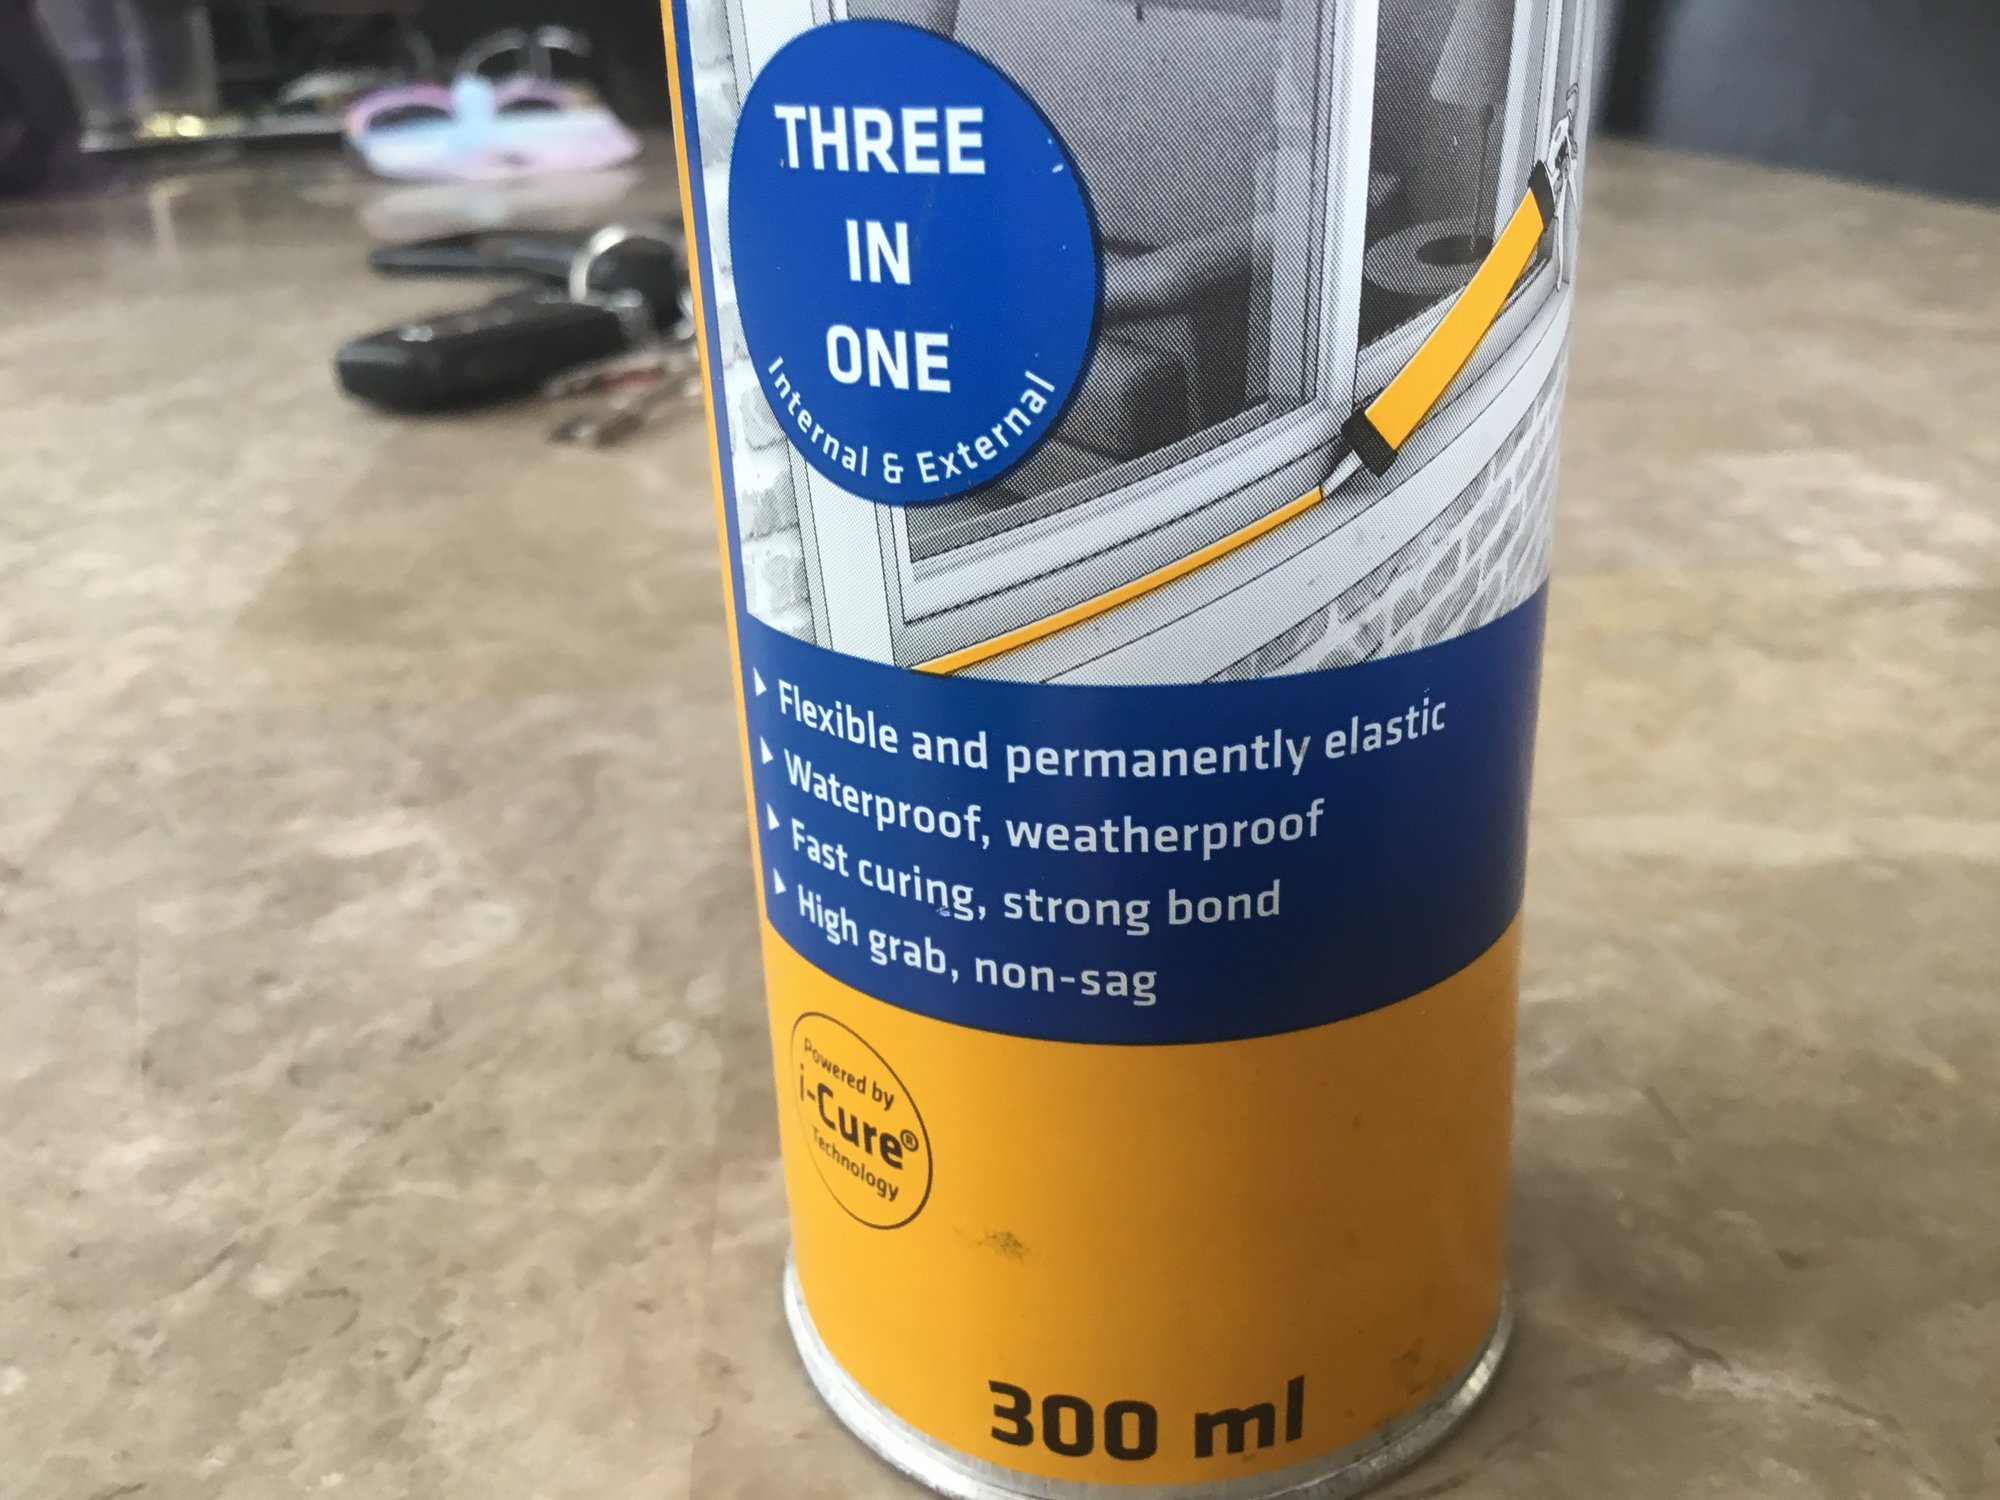 THREE
IN
ONE
Internal & External
Flexible and permanently elastic
Waterproof, weatherproof
Fast curing, strong bond
High grab, non-sag
Powered by
i-Cure®
Technology
300 ml